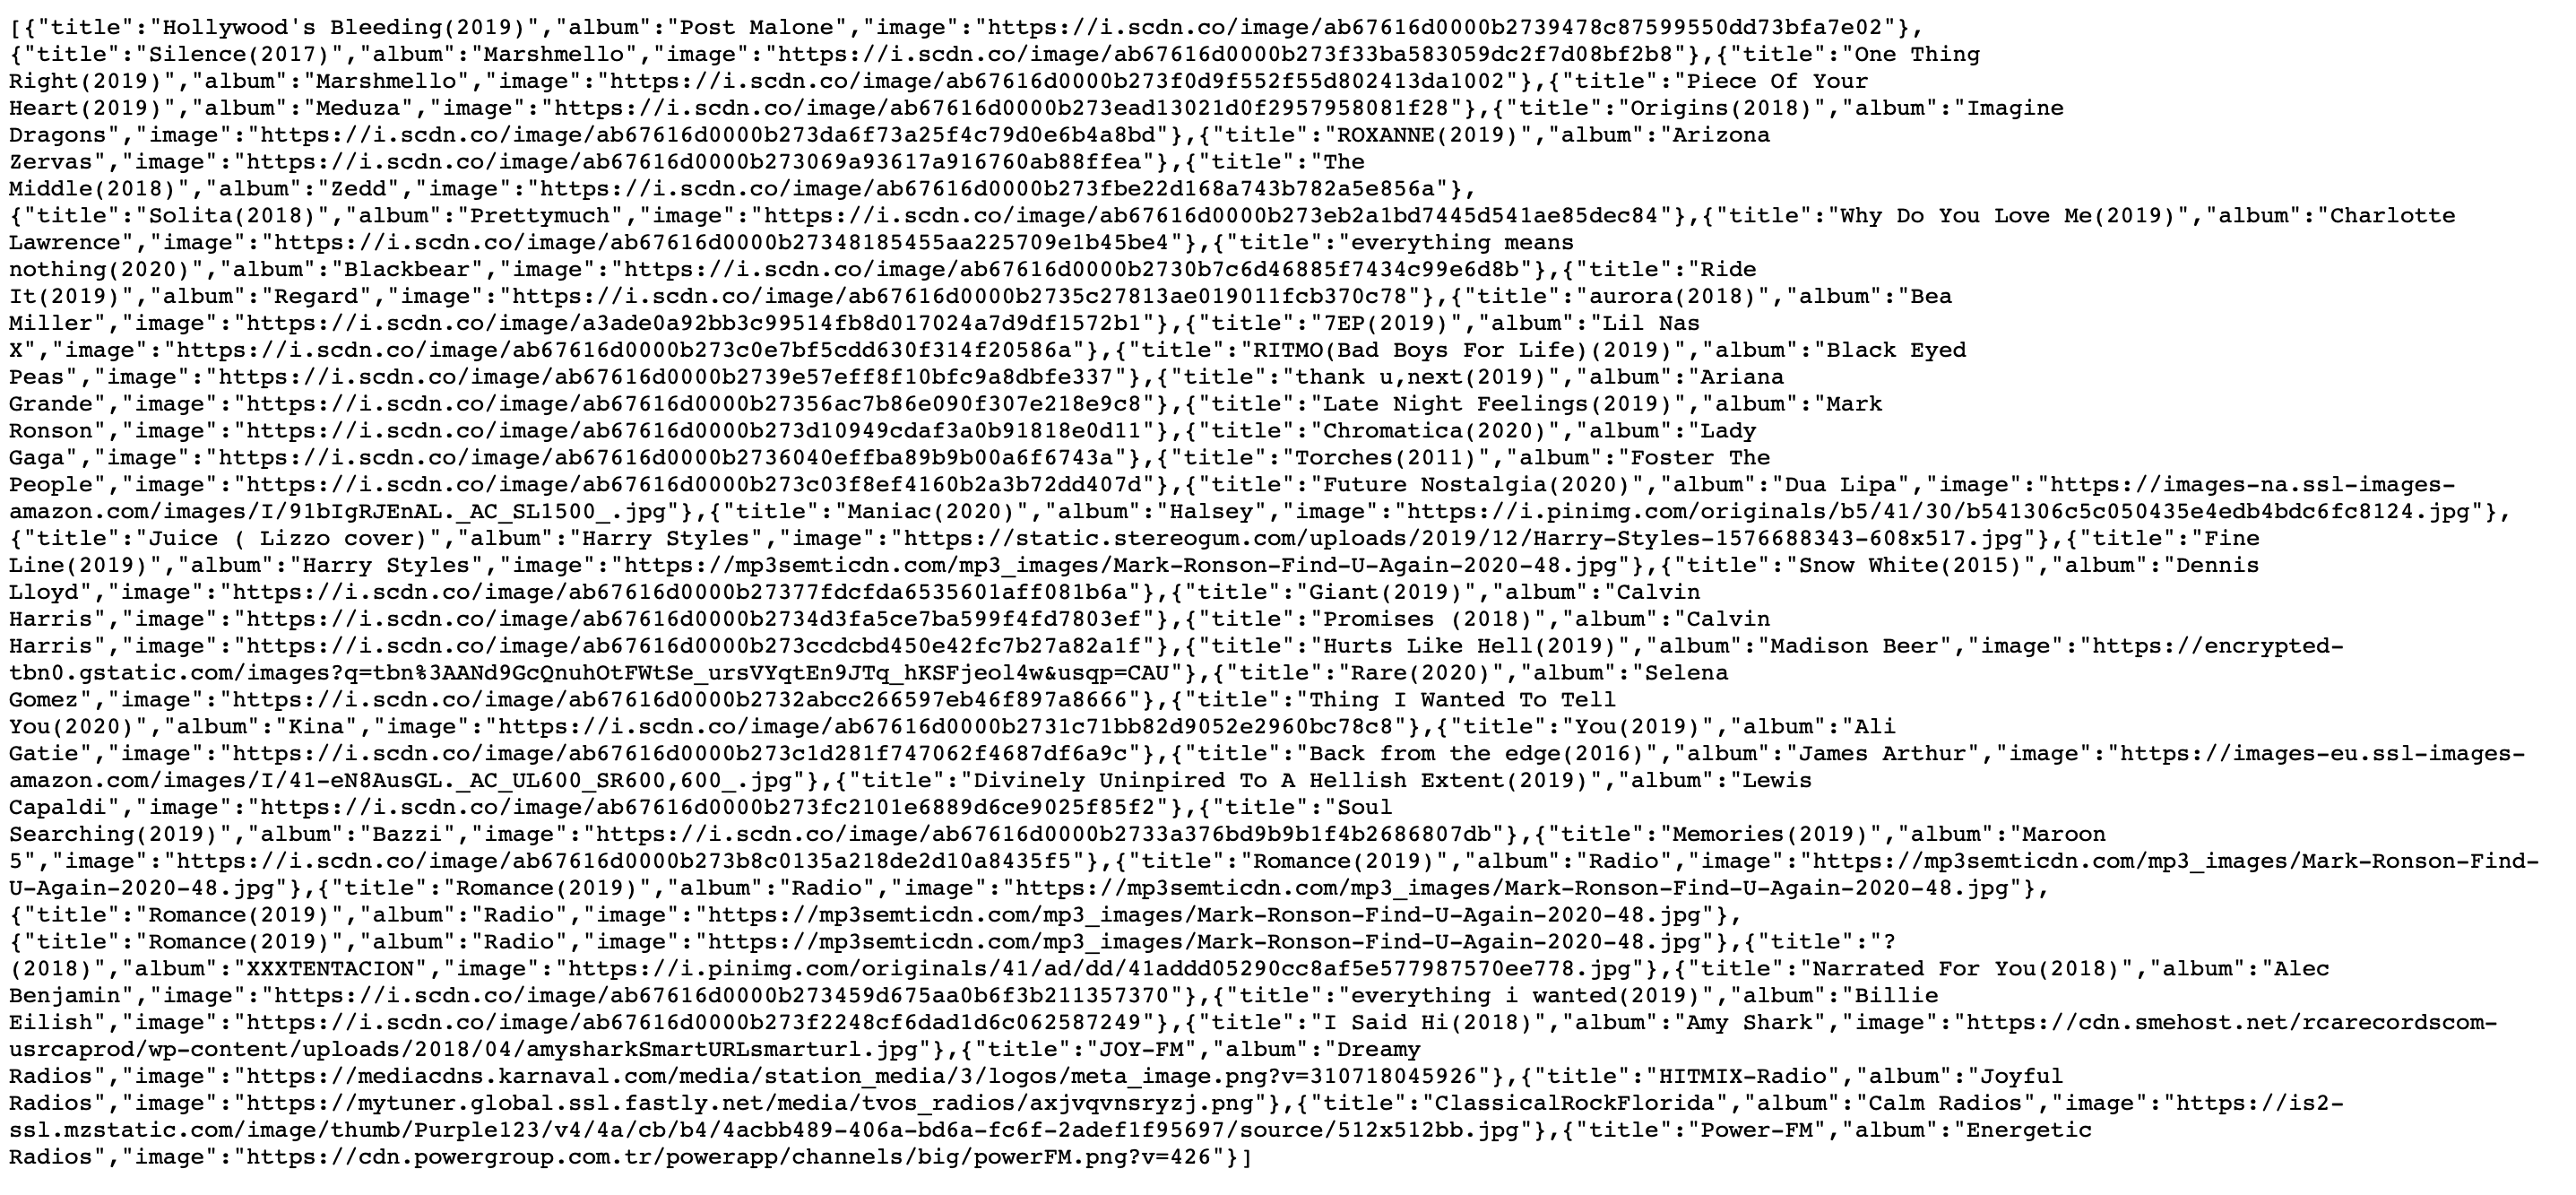 [{"title":"Hollywood's Bleeding(2019)","album":"Post Malone","image":"https://i.scdn.co/image/ab67616d0000b2739478c87599550dd73bfa7e02"},
{"title":"Silence(2017)","album":"Marshmello","image":"https://i.scdn.co/image/ab67616d0000b273f33ba583059dc2f7d08bf2b8"},{"title":"One Thing
Right(2019)","album":"Marshmello","image":"https://i.scdn.co/image/ab67616d0000b273f0d9f552f55d802413da1002"},{"title":"Piece Of Your
Heart(2019)","album":"Meduza","image":"https://i.scdn.co/image/ab67616d0000b273ead13021d0f2957958081f28"},{"title":"Origins(2018)","album":"Imagine
Dragons","image":"https://i.scdn.co/image/ab67616d0000b273da6f73a25f4c79d0e6b4a8bd"},{"title":"ROXANNE(2019)","album":"Arizona
Zervas","image":"https://i.scdn.co/image/ab67616d0000b273069a93617a916760ab88ffea"},{"title":"The
Middle(2018)","album":"Zedd","image":"https://i.scdn.co/image/ab67616d0000b273fbe22d168a743b782a5e856a"},
{"title":"Solita(2018)","album":"Prettymuch","image":"https://i.scdn.co/image/ab67616d0000b273eb2a1bd7445d541ae85dec84"},{"title":"Why Do You Love Me(2019)","album":"Charlotte
Lawrence","image":"https://i.scdn.co/image/ab67616d0000b27348185455aa225709e1b45be4"},{"title":"everything means
nothing(2020)","album":"Blackbear","image":"https://i.scdn.co/image/ab67616d0000b2730b7c6d46885f7434c99e6d8b"},{"title":"Ride
It(2019)","album":"Regard","image":"https://i.scdn.co/image/ab67616d0000b2735c27813ae019011fcb370c78"},{"title":"aurora(2018)","album":"Bea
Miller","image":"https://i.scdn.co/image/a3ade0a92bb3c99514fb8d017024a7d9df1572b1"},{"title":"7EP(2019)","album":"Lil Nas
X","image":"https://i.scdn.co/image/ab67616d0000b273c0e7bf5cdd630f314f20586a"},{"title":"RITMO(Bad Boys For Life)(2019)","album":"Black Eyed
Peas","image":"https://i.scdn.co/image/ab67616d0000b2739e57eff8f10bfc9a8dbfe337"},{"title":"thank u,next(2019)","album":"Ariana
Grande","image":"https://i.scdn.co/image/ab67616d0000b27356ac7b86e090f307e218e9c8"},{"title":"Late Night Feelings(2019)","album":"Mark
Ronson","image":"https://i.scdn.co/image/ab67616d0000b273d10949cdaf3a0b91818e0d11"},{"title":"Chromatica(2020)","album":"Lady
Gaga","image":"https://i.scdn.co/image/ab67616d0000b2736040effba89b9b00a6f6743a"},{"title":"Torches(2011)","album":"Foster The
People","image":"https://i.scdn.co/image/ab67616d0000b273c03f8ef4160b2a3b72dd407d"},{"title":"Future Nostalgia(2020)","album":"Dua Lipa","image":"https://images-na.ssl-images-
amazon.com/images/I/91bIgRJEnAL._AC_SL1500_.jpg"},{"title":"Maniac(2020)","album":"Halsey","image":"https://i.pinimg.com/originals/b5/41/30/b541306c5c050435e4edb4bdc6fc8124.jpg"},
{"title":"Juice ( Lizzo cover)","album":"Harry Styles","image":"https://static.stereogum.com/uploads/2019/12/Harry-Styles-1576688343-608x517.jpg"},{"title":"Fine
Line(2019)","album":"Harry Styles","image":"https://mp3semticdn.com/mp3_images/Mark-Ronson-Find-U-Again-2020-48.jpg"},{"title":"Snow White(2015)","album":"Dennis
Lloyd","image":"https://i.scdn.co/image/ab67616d0000b27377fdcfda6535601aff081b6a"},{"title":"Giant(2019)","album":"Calvin
Harris","image":"https://i.scdn.co/image/ab67616d0000b2734d3fa5ce7ba599f4fd7803ef"},{"title":"Promises (2018)","album":"Calvin
Harris","image":"https://i.scdn.co/image/ab67616d0000b273ccdcbd450e42fc7b27a82a1f"},{"title":"Hurts Like Hell(2019)","album":"Madison Beer","image":"https://encrypted-
tbn0.gstatic.com/images?q=tbn%3AANd9GcQnuhOtFWtSe_ursVYqtEn9JTq_hKSFjeol4w&usqp=CAU"},{"title":"Rare(2020)","album":"Selena
Gomez","image":"https://i.scdn.co/image/ab67616d0000b2732abcc266597eb46f897a8666"},{"title":"Thing I Wanted To Tell
You(2020)","album":"Kina","image":"https://i.scdn.co/image/ab67616d0000b2731c71bb82d9052e2960bc78c8"},{"title":"You(2019)","album":"Ali
Gatie","image":"https://i.scdn.co/image/ab67616d0000b273c1d281f747062f4687df6a9c"},{"title":"Back from the edge(2016)","album":"James Arthur","image":"https://images-eu.ssl-images-
amazon.com/images/I/41-eN8AusGL._AC_UL600_SR600,600_.jpg"},{"title":"Divinely Uninpired To A Hellish Extent(2019)","album":"Lewis
Capaldi","image":"https://i.scdn.co/image/ab67616d0000b273fc2101e6889d6ce9025f85f2"},{"title":"Soul
Searching(2019)","album":"Bazzi","image":"https://i.scdn.co/image/ab67616d0000b2733a376bd9b9b1f4b2686807db"},{"title":"Memories(2019)","album":"Maroon
5","image":"https://i.scdn.co/image/ab67616d0000b273b8c0135a218de2d10a8435f5"},{"title":"Romance(2019)","album":"Radio","image":"https://mp3semticdn.com/mp3_images/Mark-Ronson-Find-
U-Again-2020-48.jpg"},{"title":"Romance(2019)","album":"Radio","image":"https://mp3semticdn.com/mp3_images/Mark-Ronson-Find-U-Again-2020-48.jpg"},
{"title":"Romance(2019)","album":"Radio","image":"https://mp3semticdn.com/mp3_images/Mark-Ronson-Find-U-Again-2020-48.jpg"},
{"title":"Romance(2019)","album":"Radio","image":"https://mp3semticdn.com/mp3_images/Mark-Ronson-Find-U-Again-2020-48.jpg"},{"title":"?
(2018)","album":"XXXTENTACION","image":"https://i.pinimg.com/originals/41/ad/dd/41addd05290cc8af5e577987570ee778.jpg"},{"title":"Narrated For You(2018)","album":"Alec
Benjamin","image":"https://i.scdn.co/image/ab67616d0000b273459d675aa0b6f3b211357370"},{"title":"everything i wanted(2019)","album":"Billie
Eilish","image":"https://i.scdn.co/image/ab67616d0000b273f2248cf6dad1d6c062587249"},{"title":"I Said Hi(2018)","album":"Amy Shark","image":"https://cdn.smehost.net/rcarecordscom-
usrcaprod/wp-content/uploads/2018/04/amysharkSmartURLsmarturl.jpg"},{"title":"JOY-FM","album":"Dreamy
Radios","image":"https://mediacdns.karnaval.com/media/station_media/3/logos/meta_image.png?v=310718045926"},{"title":"HITMIX-Radio","album":"Joyful
Radios","image":"https://mytuner.global.ssl.fastly.net/media/tvos_radios/axjvqvnsryzj.png"},{"title":"ClassicalRockFlorida","album":"Calm Radios","image":"https://is2-
ssl.mzstatic.com/image/thumb/Purple123/v4/4a/cb/b4/4acbb489-406a-bd6a-fc6f-2adef1f95697/source/512x512bb.jpg"},{"title":"Power-FM","album":"Energetic
Radios","image":"https://cdn.powergroup.com.tr/powerapp/channels/big/powerFM.png?v=426"}]